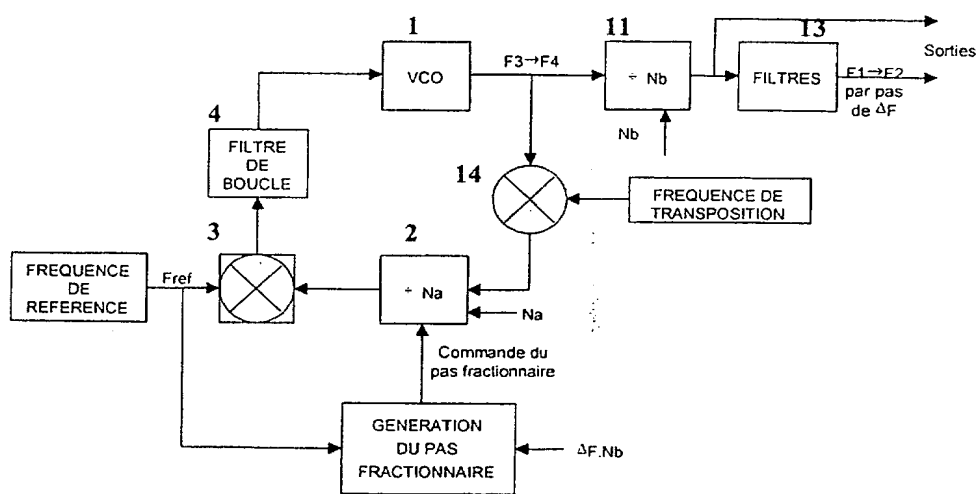 1
11
13
VCO
F3→F4
÷ Nb
FILTRES
Sorties
F1→F2
par pas
de ΔF
Nb
4
FILTRE
DE
BOUCLE
14
FREQUENCE DE
TRANSPOSITION
3
2
FREQUENCE
DE
REFERENCE
Fref
÷ Na
Na
Commande du
pas fractionnaire
GENERATION
DU PAS
FRACTIONNAIRE
ΔF.Nb